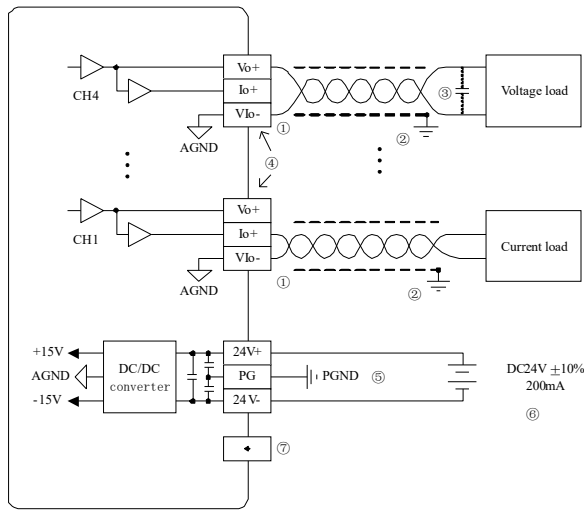 Vo+
CH4
Io+
VIo-
AGND
①
②
③
Voltage load
④
Vo+
CH1
Io+
VIo-
AGND
①
②
Current load
+15V
AGND
-15V
DC/DC
converter
24V+
PG
24V-
PGND
⑤
DC24V ±10%
200mA
⑥
⑦